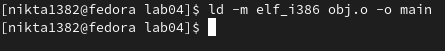 [nikta1382@fedora lab04]$ ld -m elf_i386 obj.o -o main
[nikta1382@fedora lab04]$